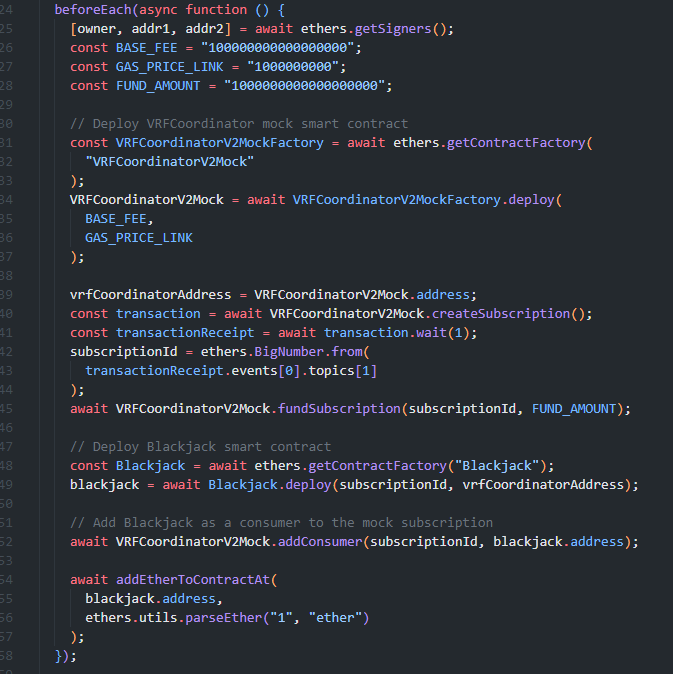 24 beforeEach(async function () {
25 [owner, addr1, addr2] = await ethers.getSigners();
26 const BASE_FEE = "100000000000000000";
27 const GAS_PRICE_LINK = "1000000000";
28 const FUND_AMOUNT = "1000000000000000000";
29
30 // Deploy VRFCoordinator mock smart contract
31 const VRFCoordinatorV2MockFactory = await ethers.getContractFactory(
32 "VRFCoordinatorV2Mock"
33 );
34 VRFCoordinatorV2Mock = await VRFCoordinatorV2MockFactory.deploy(
35 BASE_FEE,
36 GAS_PRICE_LINK
37 );
38
39 vrfCoordinatorAddress = VRFCoordinatorV2Mock.address;
40 const transaction = await VRFCoordinatorV2Mock.createSubscription();
41 const transactionReceipt = await transaction.wait(1);
42 subscriptionId = ethers.BigNumber.from(
43 transactionReceipt.events[0].topics[1]
44 );
45 await VRFCoordinatorV2Mock.fundSubscription(subscriptionId, FUND_AMOUNT);
46
47 // Deploy Blackjack smart contract
48 const Blackjack = await ethers.getContractFactory("Blackjack");
49 blackjack = await Blackjack.deploy(subscriptionId, vrfCoordinatorAddress);
50
51 // Add Blackjack as a consumer to the mock subscription
52 await VRFCoordinatorV2Mock.addConsumer(subscriptionId, blackjack.address);
53
54 await addEtherToContractAt(
55 blackjack.address,
56 ethers.utils.parseEther("1", "ether")
57 );
58 });